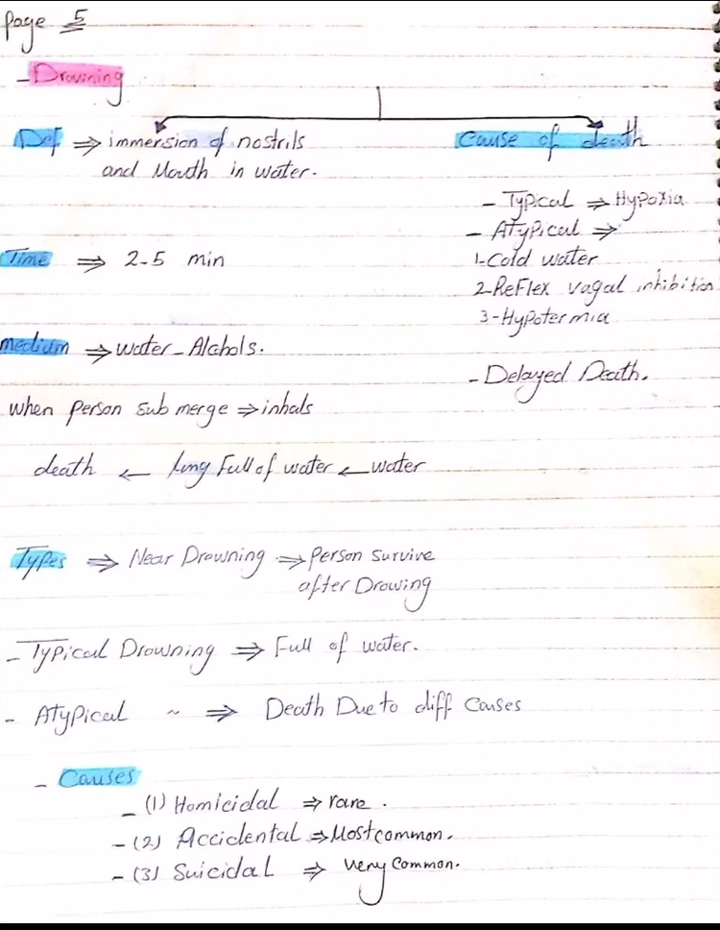 Page 5
- Drowning
Def ⇒ immersion of nostrils
and Mouth in water.
Time ⇒ 2-5 min
medium ⇒ water - Alchols.
when Person sub merge ⇒ inhals
death ← lung Full of water ← water
Cause of death
- Typical ⇒ Hypoxia
- Atypical ⇒
1- Cold water
2- Reflex vagal inhibition
3- Hypotermia
- Delayed Death.
Types ⇒ Near Drowning ⇒ Person survive
after Drowing
- Typical Drowning ⇒ Full of water.
- Atypical ~ ⇒ Death Due to diff Causes
- Causes
- (1) Homicidal ⇒ rare.
- (2) Accidental ⇒ Most common.
- (3) Suicidal ⇒ Very Common.